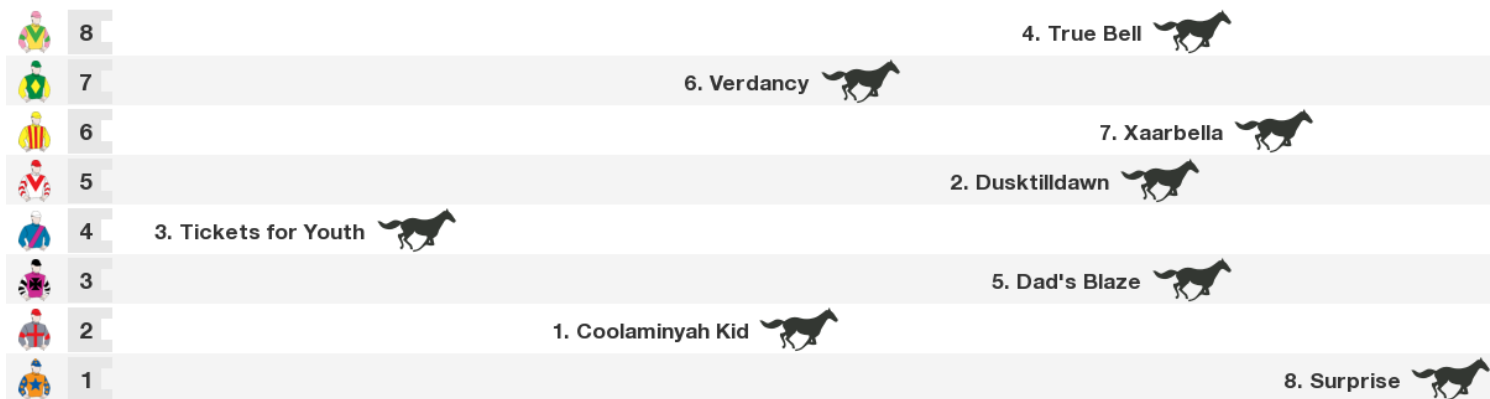 8 4. True Bell
7 6. Verdancy
6 7. Xaarbella
5 2. Dusktilldawn
4 3. Tickets for Youth
3 5. Dad's Blaze
2 1. Coolaminyah Kid
1 8. Surprise